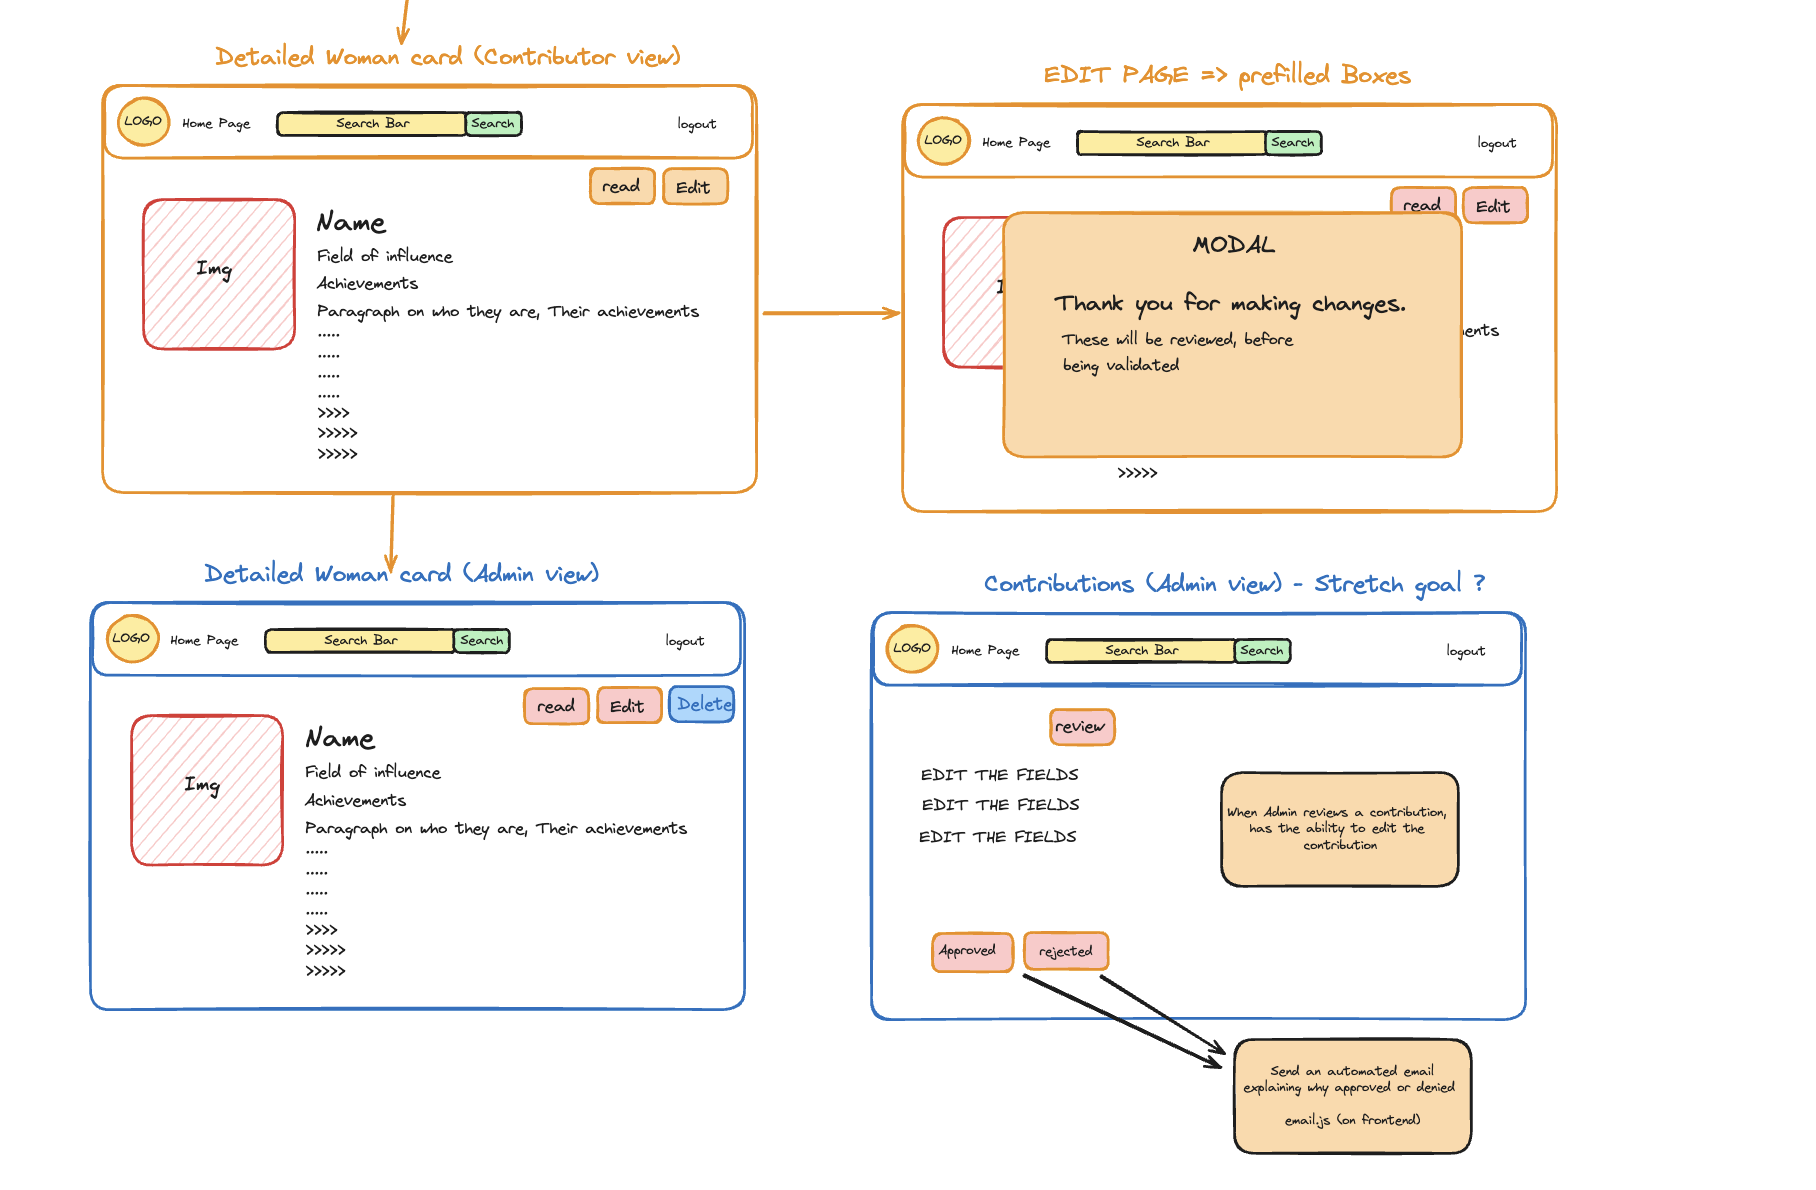 Detailed Woman card (Contributor view)
LOGO
Home Page
Search Bar
Search
logout
read
Edit
Img
Name
Field of influence
Achievements
Paragraph on who they are, Their achievements
.....
.....
.....
.....
>>>>
>>>>>
>>>>>
EDIT PAGE => prefilled Boxes
LOGO
Home Page
Search Bar
Search
logout
read
Edit
MODAL
Thank you for making changes.
These will be reviewed, before
being validated
>>>>>
Detailed Woman card (Admin view)
LOGO
Home Page
Search Bar
Search
logout
read
Edit
Delete
Img
Name
Field of influence
Achievements
Paragraph on who they are, Their achievements
.....
.....
.....
.....
>>>>
>>>>>
>>>>>
Contributions (Admin view) - Stretch goal ?
LOGO
Home Page
Search Bar
Search
logout
review
EDIT THE FIELDS
EDIT THE FIELDS
EDIT THE FIELDS
When Admin reviews a contribution,
has the ability to edit the
contribution
Approved
rejected
Send an automated email
explaining why approved or denied
email.js (on frontend)